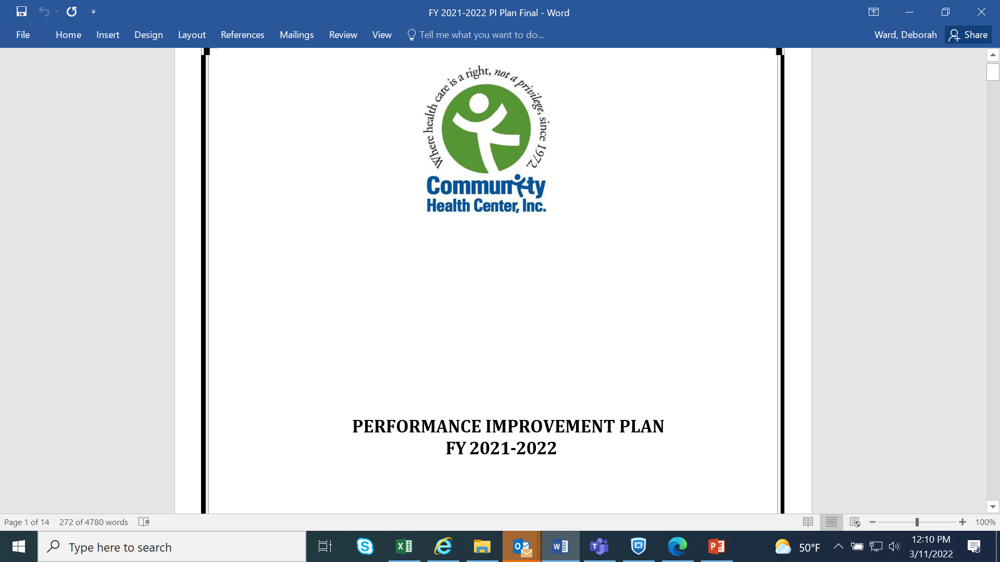 FY 2021-2022 PI Plan Final - Word
File Home Insert Design Layout References Mailings Review View Tell me what you want to do... Ward, Deborah Share
Where health care is a right, not a privilege, since 1972.
Community
Health Center, Inc.
PERFORMANCE IMPROVEMENT PLAN
FY 2021-2022
Page 1 of 14 272 of 4780 words 100%
Type here to search 50°F 12:10 PM
3/11/2022